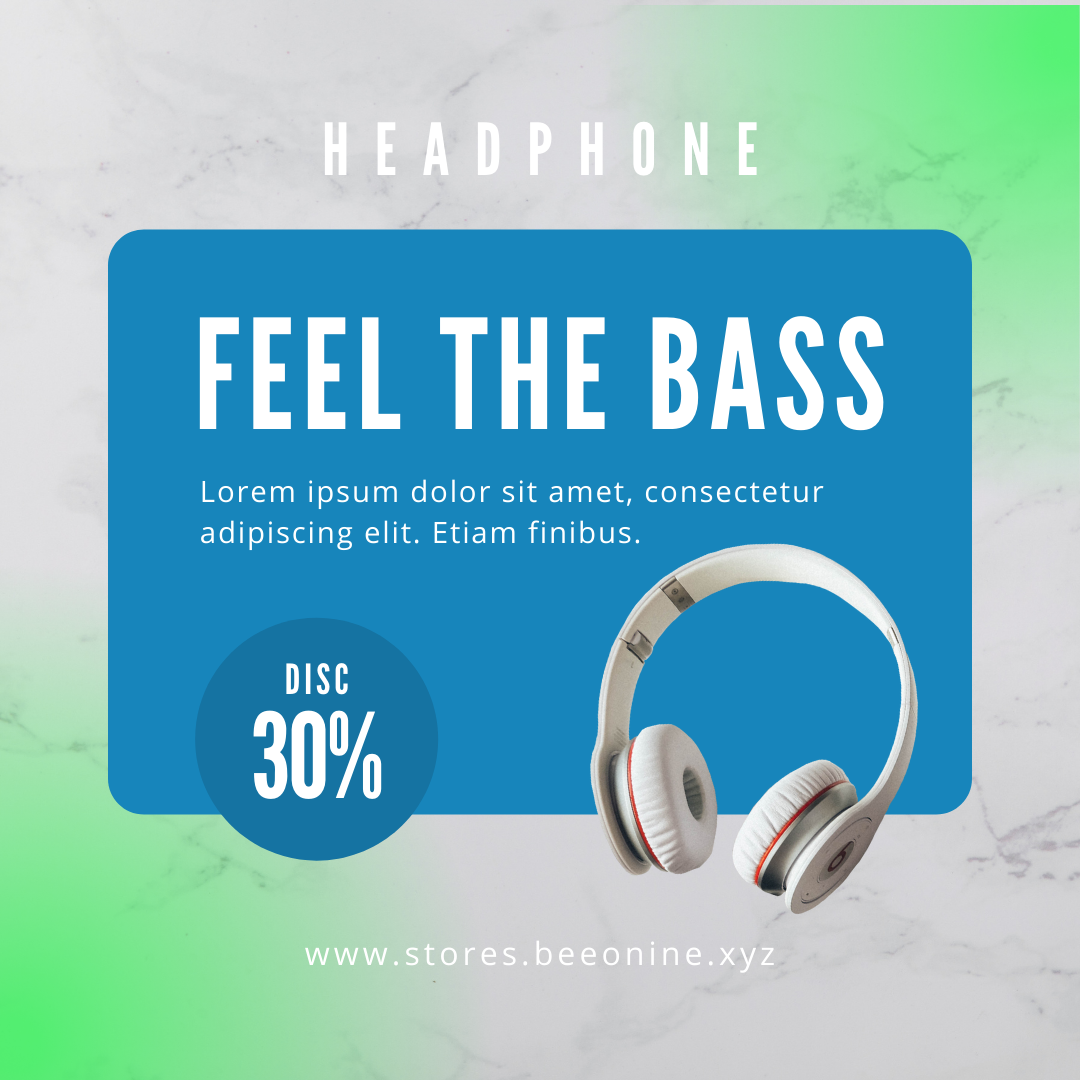 HEADPHONE
FEEL THE BASS
Lorem ipsum dolor sit amet, consectetur
adipiscing elit. Etiam finibus.
DISC
30%
www.stores.beeonine.xyz